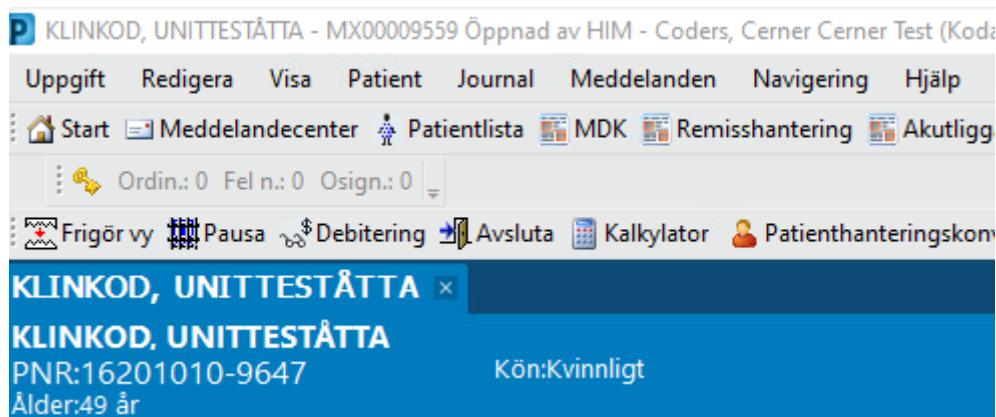 KLINKOD, UNITTESTÅTTA - MX00009559 Öppnad av HIM - Coders, Cerner Cerner Test (Koda
Uppgift Redigera Visa Patient Journal Meddelanden Navigering Hjälp
Start Meddelandecenter Patientlista MDK Remisshantering Akutligg
Ordin.: 0 Fel n.: 0 Osign.: 0
Frigör vy Pausa Debitering Avsluta Kalkylator Patienthanteringskonv
KLINKOD, UNITTESTÅTTA ×
KLINKOD, UNITTESTÅTTA
PNR:16201010-9647 Kön:Kvinnligt
Ålder:49 år